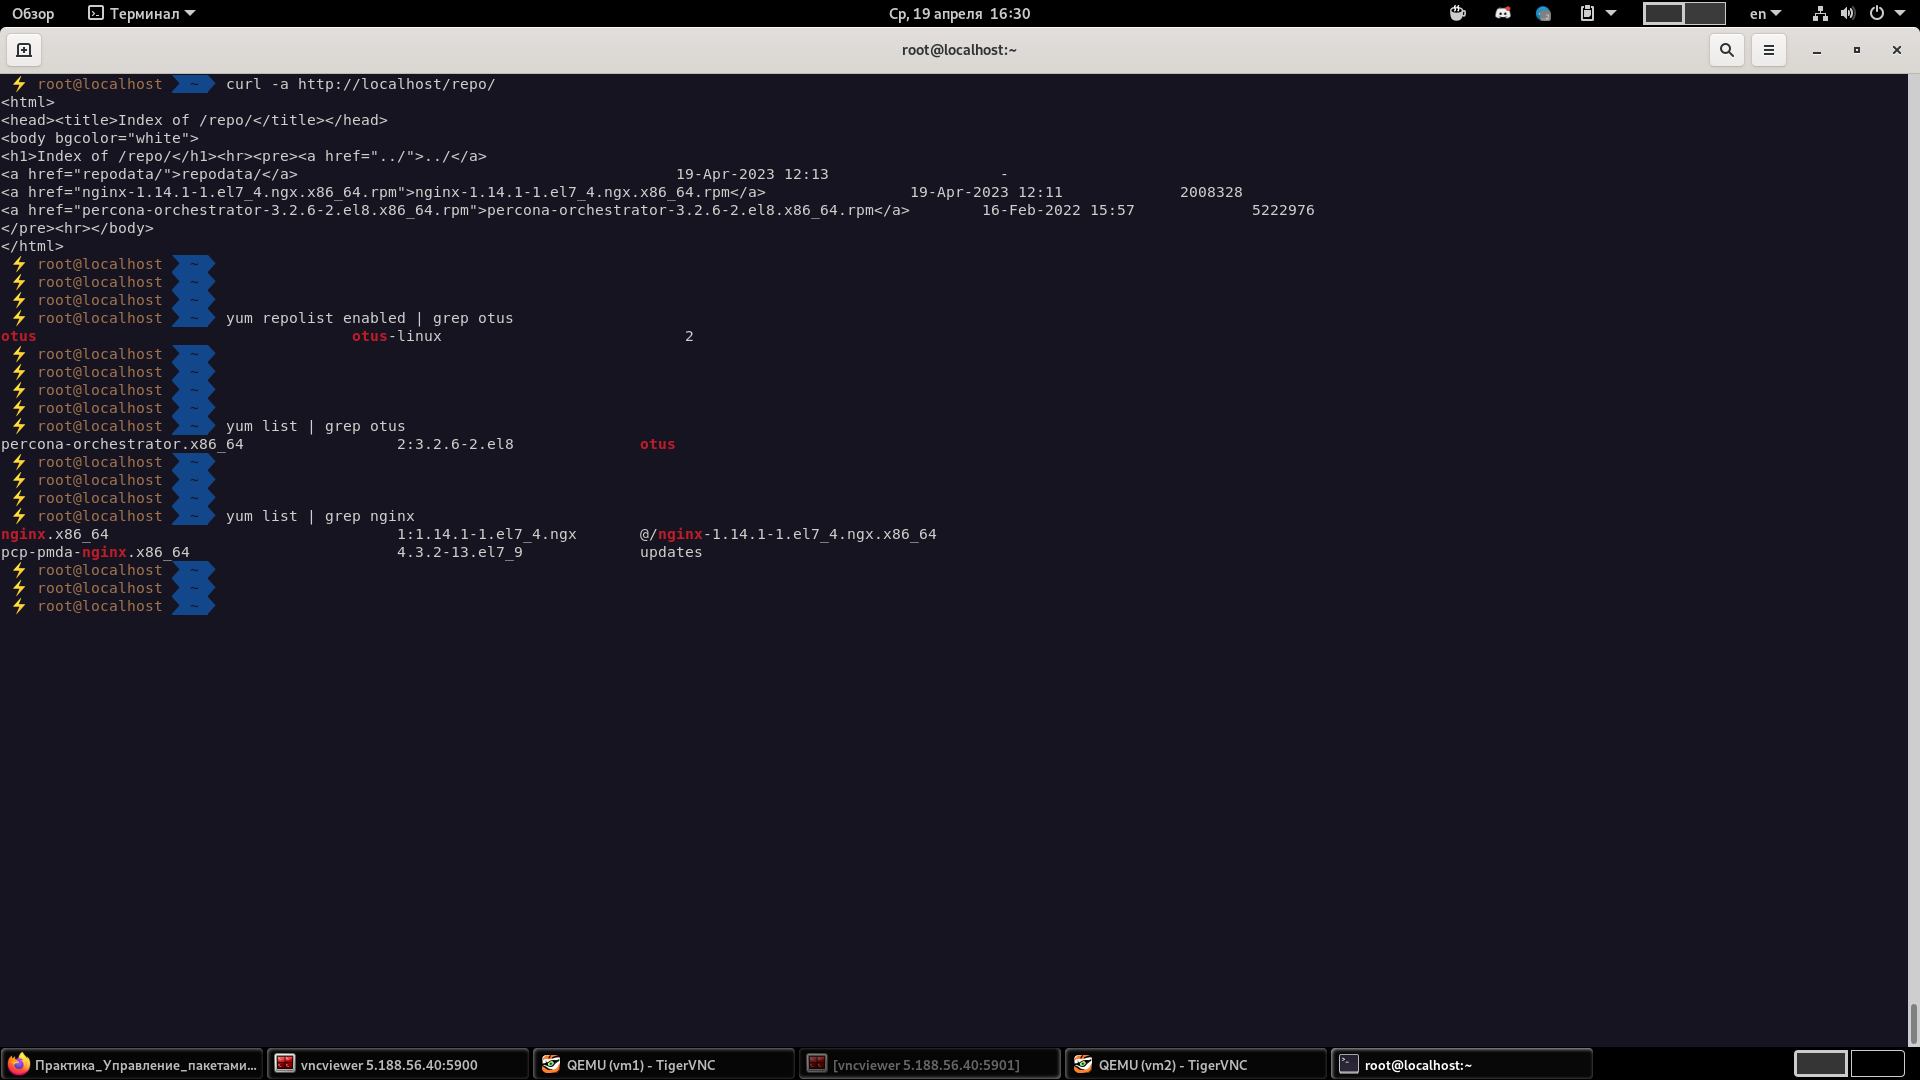 Обзор Терминал Ср, 19 апреля 16:30 en
root@localhost:~
root@localhost ~ curl -a http://localhost/repo/
<html>
<head><title>Index of /repo/</title></head>
<body bgcolor="white">
<h1>Index of /repo/</h1><hr><pre><a href="../">../</a>
<a href="repodata/">repodata/</a> 19-Apr-2023 12:13 -
<a href="nginx-1.14.1-1.el7_4.ngx.x86_64.rpm">nginx-1.14.1-1.el7_4.ngx.x86_64.rpm</a> 19-Apr-2023 12:11 2008328
<a href="percona-orchestrator-3.2.6-2.el8.x86_64.rpm">percona-orchestrator-3.2.6-2.el8.x86_64.rpm</a> 16-Feb-2022 15:57 5222976
</pre><hr></body>
</html>
root@localhost ~
root@localhost ~
root@localhost ~
root@localhost ~ yum repolist enabled | grep otus
otus otus-linux 2
root@localhost ~
root@localhost ~
root@localhost ~
root@localhost ~
root@localhost ~ yum list | grep otus
percona-orchestrator.x86_64 2:3.2.6-2.el8 otus
root@localhost ~
root@localhost ~
root@localhost ~
root@localhost ~ yum list | grep nginx
nginx.x86_64 1:1.14.1-1.el7_4.ngx @/nginx-1.14.1-1.el7_4.ngx.x86_64
pcp-pmda-nginx.x86_64 4.3.2-13.el7_9 updates
root@localhost ~
root@localhost ~
root@localhost ~
Практика_Управление_пакетами... vncviewer 5.188.56.40:5900 QEMU (vm1) - TigerVNC [vncviewer 5.188.56.40:5901] QEMU (vm2) - TigerVNC root@localhost:~